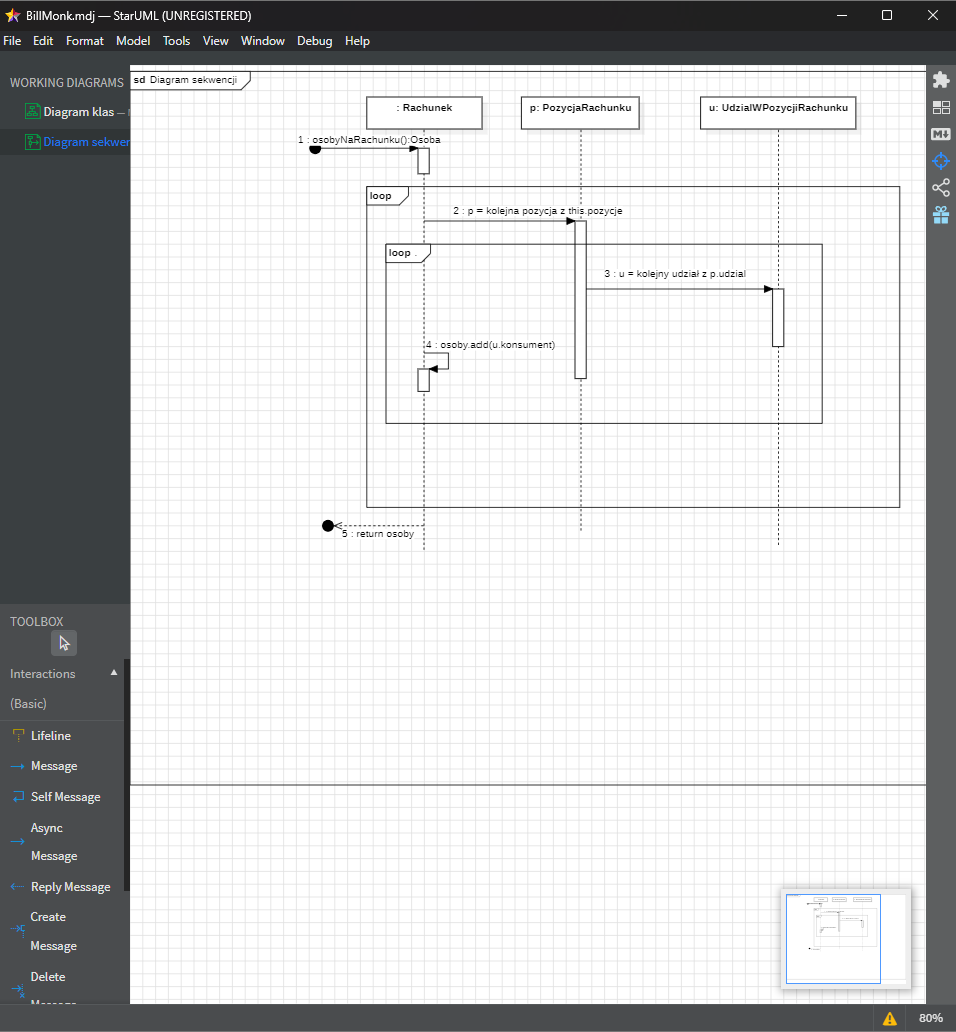 BillMonk.mdj — StarUML (UNREGISTERED)
File Edit Format Model Tools View Window Debug Help
WORKING DIAGRAMS
Diagram klas —
Diagram sekwer
sd Diagram sekwencji
: Rachunek
p: PozycjaRachunku
u: UdzialWPozycjiRachunku
1 : osobyNaRachunku():Osoba
loop
2 : p = kolejna pozycja z this.pozycje
loop .
3 : u = kolejny udział z p.udzial
4 : osoby.add(u.konsument)
5 : return osoby
TOOLBOX
Interactions
(Basic)
Lifeline
Message
Self Message
Async
Message
Reply Message
Create
Message
Delete
Message
M
80%